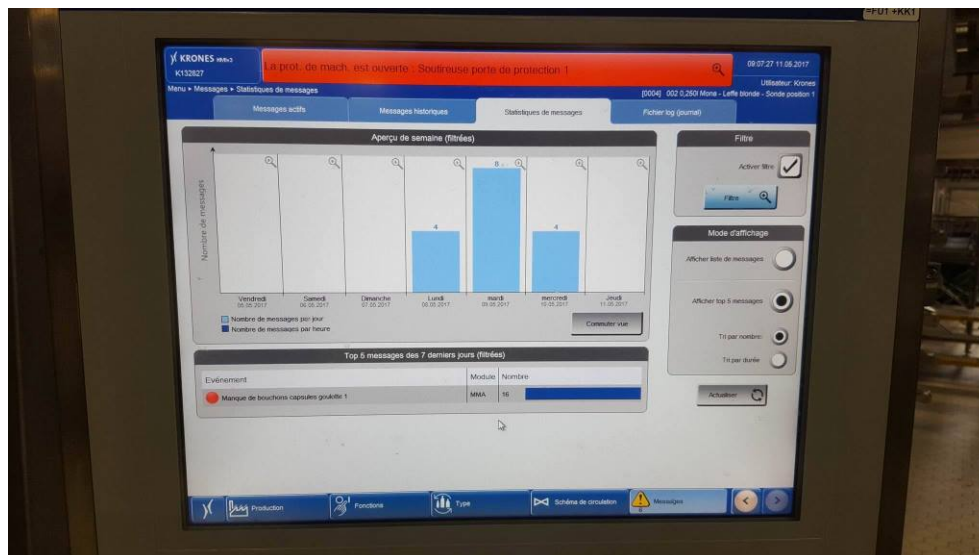 =FU1 +KK1
KRONES
K132827
La prot. de mach. est ouverte : Soutireuse porte de protection 1
09:07:27 11.05.2017
Utilisateur: Krones
Menu ▸ Messages ▸ Statistiques de messages
[0004] 002 0,250l Mona - Leffe blonde - Sonde position 1
Messages actifs
Messages historiques
Statistiques de messages
Fichier log (journal)
Aperçu de semaine (filtrées)
Nombre de messages
4
8
4
Vendredi
05.05.2017
Samedi
06.05.2017
Dimanche
07.05.2017
Lundi
08.05.2017
mardi
09.05.2017
mercredi
10.05.2017
Jeudi
11.05.2017
Nombre de messages par jour
Nombre de messages par heure
Commuter vue
Top 5 messages des 7 derniers jours (filtrées)
Evénement Module Nombre
Manque de bouchons capsules goulotte 1 MMA 16
Filtre
Activer filtre
Filtre
Mode d'affichage
Afficher liste de messages
Afficher top 5 messages
Tri par nombre
Tri par durée
Actualiser
Production
Fonctions
Type
Schéma de circulation
Messages